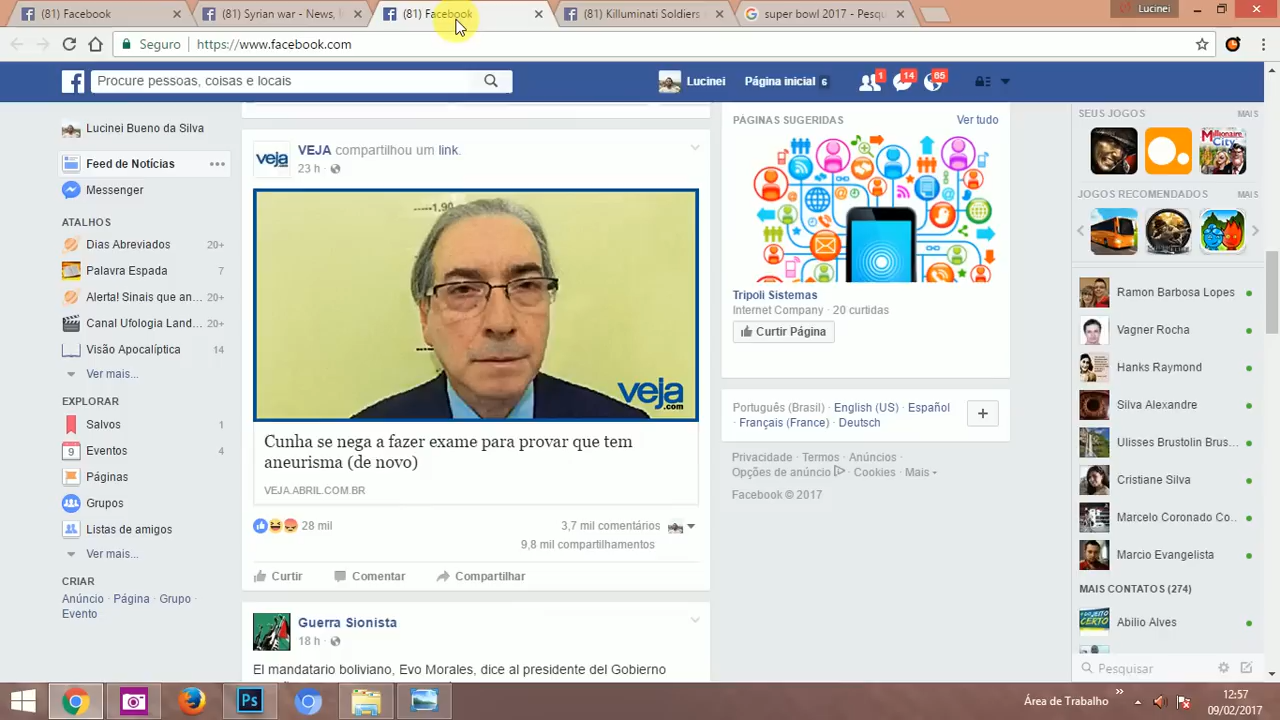 (81) Facebook
(81) Syrian war - News,
(81) Facebook
(81) Killuminati Soldiers
super bowl 2017 - Pesqu
Lucinei
Seguro
https://www.facebook.com
Procure pessoas, coisas e locais
Lucinei
Página inicial 6
1
14
65
Lucinei Bueno da Silva
Feed de Notícias
Messenger
ATALHOS
Dias Abreviados 20+
Palavra Espada 7
Alerta! Sinais que an... 20+
Canal Ufologia Land... 20+
Visão Apocalíptica 14
Ver mais...
EXPLORAR
Salvos 1
9 Eventos 4
Páginas
Grupos
Listas de amigos
Ver mais...
CRIAR
Anúncio · Página · Grupo ·
Evento
veja
VEJA compartilhou um link.
23 h ·
1,90
veja
.com
Cunha se nega a fazer exame para provar que tem
aneurisma (de novo)
VEJA.ABRIL.COM.BR
28 mil
3,7 mil comentários
9,8 mil compartilhamentos
Curtir Comentar Compartilhar
Guerra Sionista
18 h ·
El mandatario boliviano, Evo Morales, dice al presidente del Gobierno
PÁGINAS SUGERIDAS
Ver tudo
Tripoli Sistemas
Internet Company · 20 curtidas
Curtir Página
Português (Brasil) · English (US) · Español
· Français (France) · Deutsch
Privacidade · Termos · Anúncios ·
Opções de anúncio · Cookies · Mais
Facebook © 2017
SEUS JOGOS
MAIS
Millionaire
City
JOGOS RECOMENDADOS
MAIS
Ramon Barbosa Lopes
Vagner Rocha
Hanks Raymond
Silva Alexandre
Ulisses Brustolin Brus...
Cristiane Silva
Marcelo Coronado Co...
Marcio Evangelista
MAIS CONTATOS (274)
Abilio Alves
Pesquisar
Ps
Área de Trabalho
12:57
09/02/2017